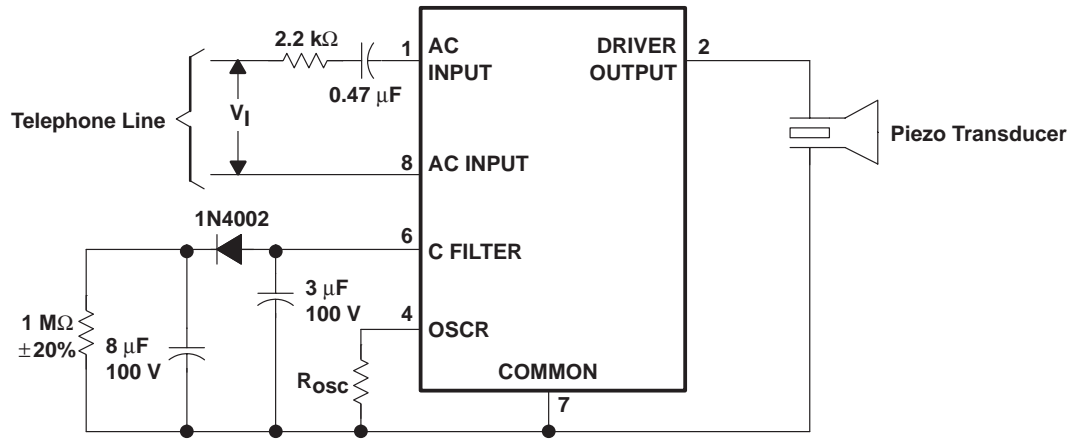 2.2 kΩ
1
AC
INPUT
DRIVER
OUTPUT
2
0.47 μF
Telephone Line
VI
Piezo Transducer
8
AC INPUT
1N4002
6
C FILTER
3 μF
100 V
4
OSCR
1 MΩ
±20%
8 μF
100 V
Rosc
COMMON
7